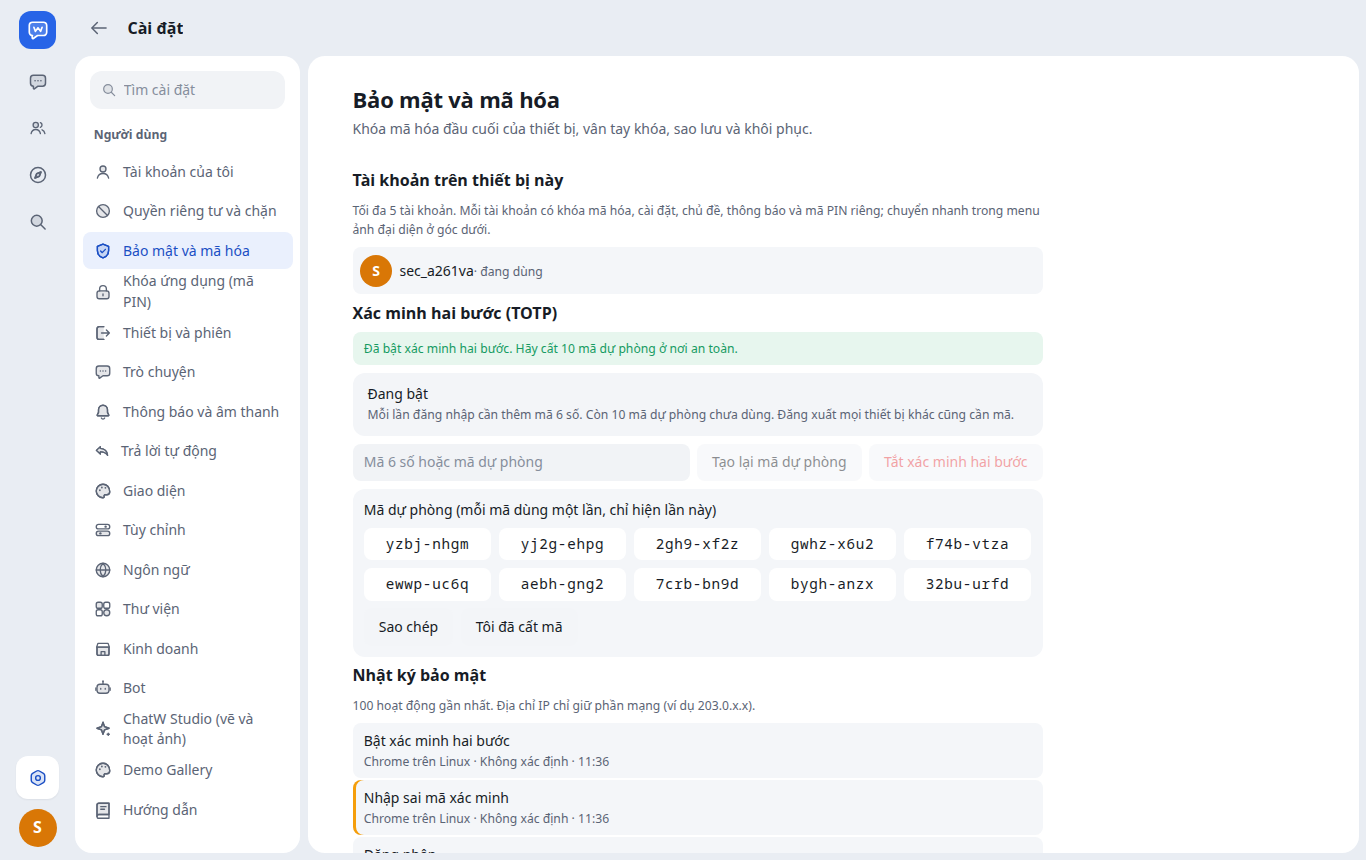 Cài đặt
Tìm cài đặt
Người dùng
Tài khoản của tôi
Quyền riêng tư và chặn
Bảo mật và mã hóa
Khóa ứng dụng (mã
PIN)
Thiết bị và phiên
Trò chuyện
Thông báo và âm thanh
Trả lời tự động
Giao diện
Tùy chỉnh
Ngôn ngữ
Thư viện
Kinh doanh
Bot
ChatW Studio (vẽ và
hoạt ảnh)
Demo Gallery
Hướng dẫn
S
Bảo mật và mã hóa
Khóa mã hóa đầu cuối của thiết bị, vân tay khóa, sao lưu và khôi phục.
Tài khoản trên thiết bị này
Tối đa 5 tài khoản. Mỗi tài khoản có khóa mã hóa, cài đặt, chủ đề, thông báo và mã PIN riêng; chuyển nhanh trong menu
ảnh đại diện ở góc dưới.
S sec_a261va · đang dùng
Xác minh hai bước (TOTP)
Đã bật xác minh hai bước. Hãy cất 10 mã dự phòng ở nơi an toàn.
Đang bật
Mỗi lần đăng nhập cần thêm mã 6 số. Còn 10 mã dự phòng chưa dùng. Đăng xuất mọi thiết bị khác cũng cần mã.
Mã 6 số hoặc mã dự phòng Tạo lại mã dự phòng Tắt xác minh hai bước
Mã dự phòng (mỗi mã dùng một lần, chỉ hiện lần này)
yzbj-nhgm yj2g-ehpg 2gh9-xf2z gwhz-x6u2 f74b-vtza
ewwp-uc6q aebh-gng2 7crb-bn9d bygh-anzx 32bu-urfd
Sao chép Tôi đã cất mã
Nhật ký bảo mật
100 hoạt động gần nhất. Địa chỉ IP chỉ giữ phần mạng (ví dụ 203.0.x.x).
Bật xác minh hai bước
Chrome trên Linux · Không xác định · 11:36
Nhập sai mã xác minh
Chrome trên Linux · Không xác định · 11:36